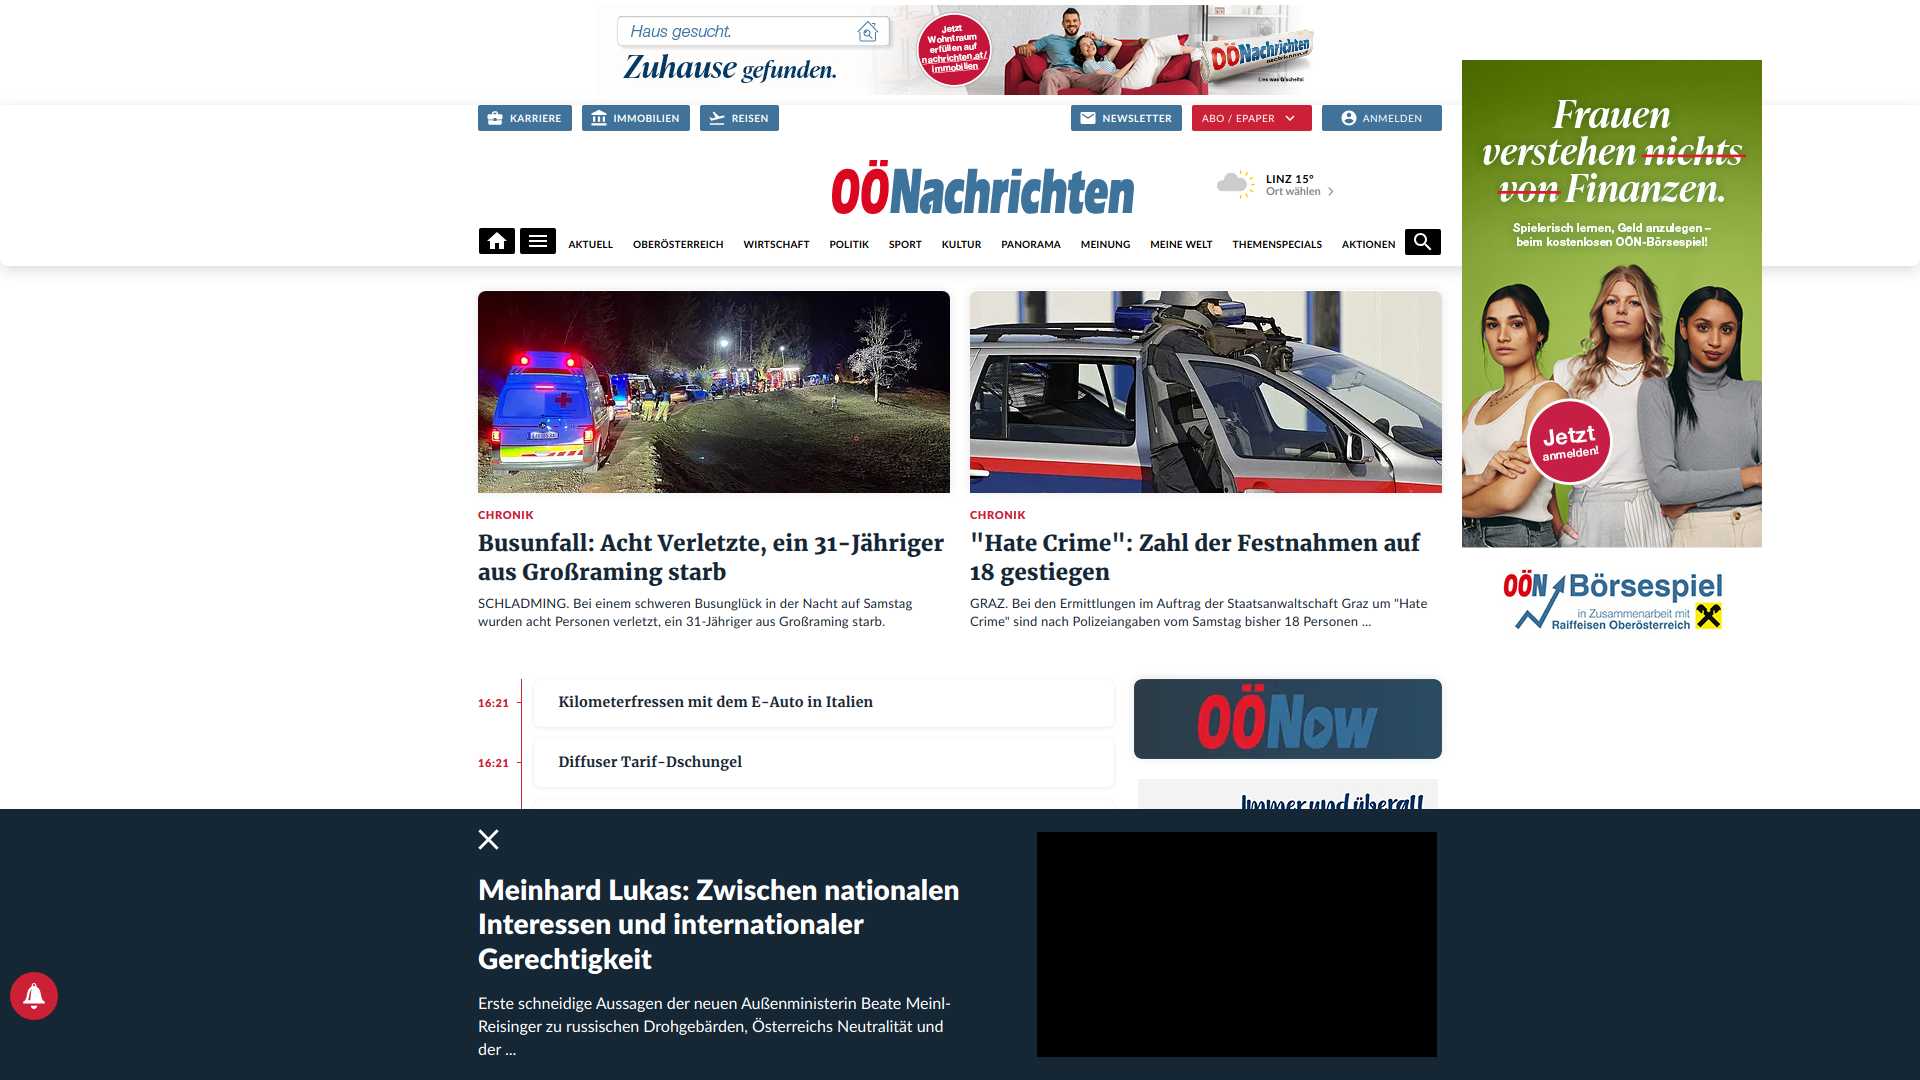 Haus gesucht.
Zuhause gefunden.
Jetzt
Wohntraum
erfüllen auf
nachrichten.at/
immobilien
OÖNachrichten
Lies was G'scheits!
KARRIERE
IMMOBILIEN
REISEN
NEWSLETTER
ABO / EPAPER
ANMELDEN
OÖNachrichten
LINZ 15°
Ort wählen
AKTUELL
OBERÖSTERREICH
WIRTSCHAFT
POLITIK
SPORT
KULTUR
PANORAMA
MEINUNG
MEINE WELT
THEMENSPECIALS
AKTIONEN
Frauen
verstehen nichts
von Finanzen.
Spielerisch lernen, Geld anzulegen –
beim kostenlosen OÖN-Börsespiel!
Jetzt
anmelden!
OÖN Börsespiel
in Zusammenarbeit mit
Raiffeisen Oberösterreich
CHRONIK
Busunfall: Acht Verletzte, ein 31-Jähriger
aus Großraming starb
SCHLADMING. Bei einem schweren Busunglück in der Nacht auf Samstag
wurden acht Personen verletzt, ein 31-Jähriger aus Großraming starb.
CHRONIK
"Hate Crime": Zahl der Festnahmen auf
18 gestiegen
GRAZ. Bei den Ermittlungen im Auftrag der Staatsanwaltschaft Graz um "Hate
Crime" sind nach Polizeiangaben vom Samstag bisher 18 Personen ...
16:21
Kilometerfressen mit dem E-Auto in Italien
16:21
Diffuser Tarif-Dschungel
OÖNow
Immer und überall
Meinhard Lukas: Zwischen nationalen
Interessen und internationaler
Gerechtigkeit
Erste schneidige Aussagen der neuen Außenministerin Beate Meinl-
Reisinger zu russischen Drohgebärden, Österreichs Neutralität und
der ...